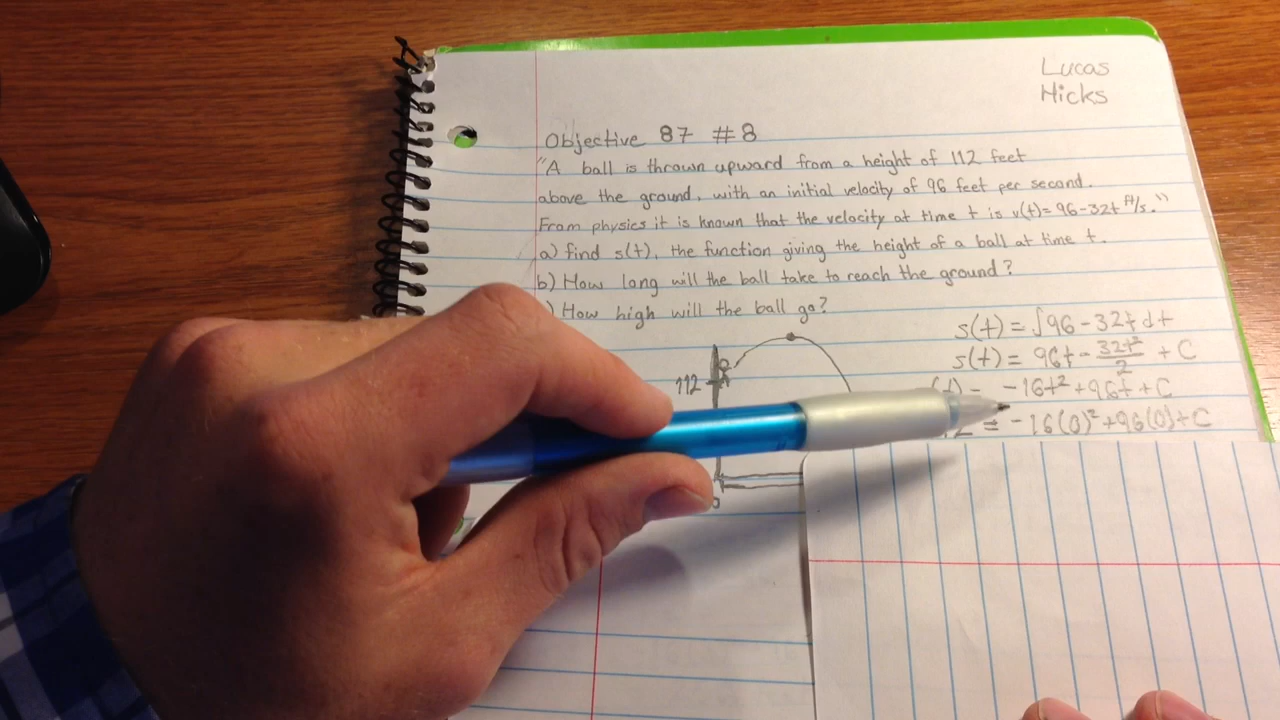 Lucas
Hicks
Objective 87 #8
"A ball is thrown upward from a height of 112 feet
above the ground, with an initial velocity of 96 feet per second.
From physics it is known that the velocity at time t is v(t)= 96-32t ft/s."
a) find s(t), the function giving the height of a ball at time t.
b) How long will the ball take to reach the ground?
) How high will the ball go?
s(t) = ∫96 - 32t dt
s(t) = 96t - 32t²/2 + C
(t) = -16t² + 96t + C
2 = -16(0)² + 96(0) + C
112
0